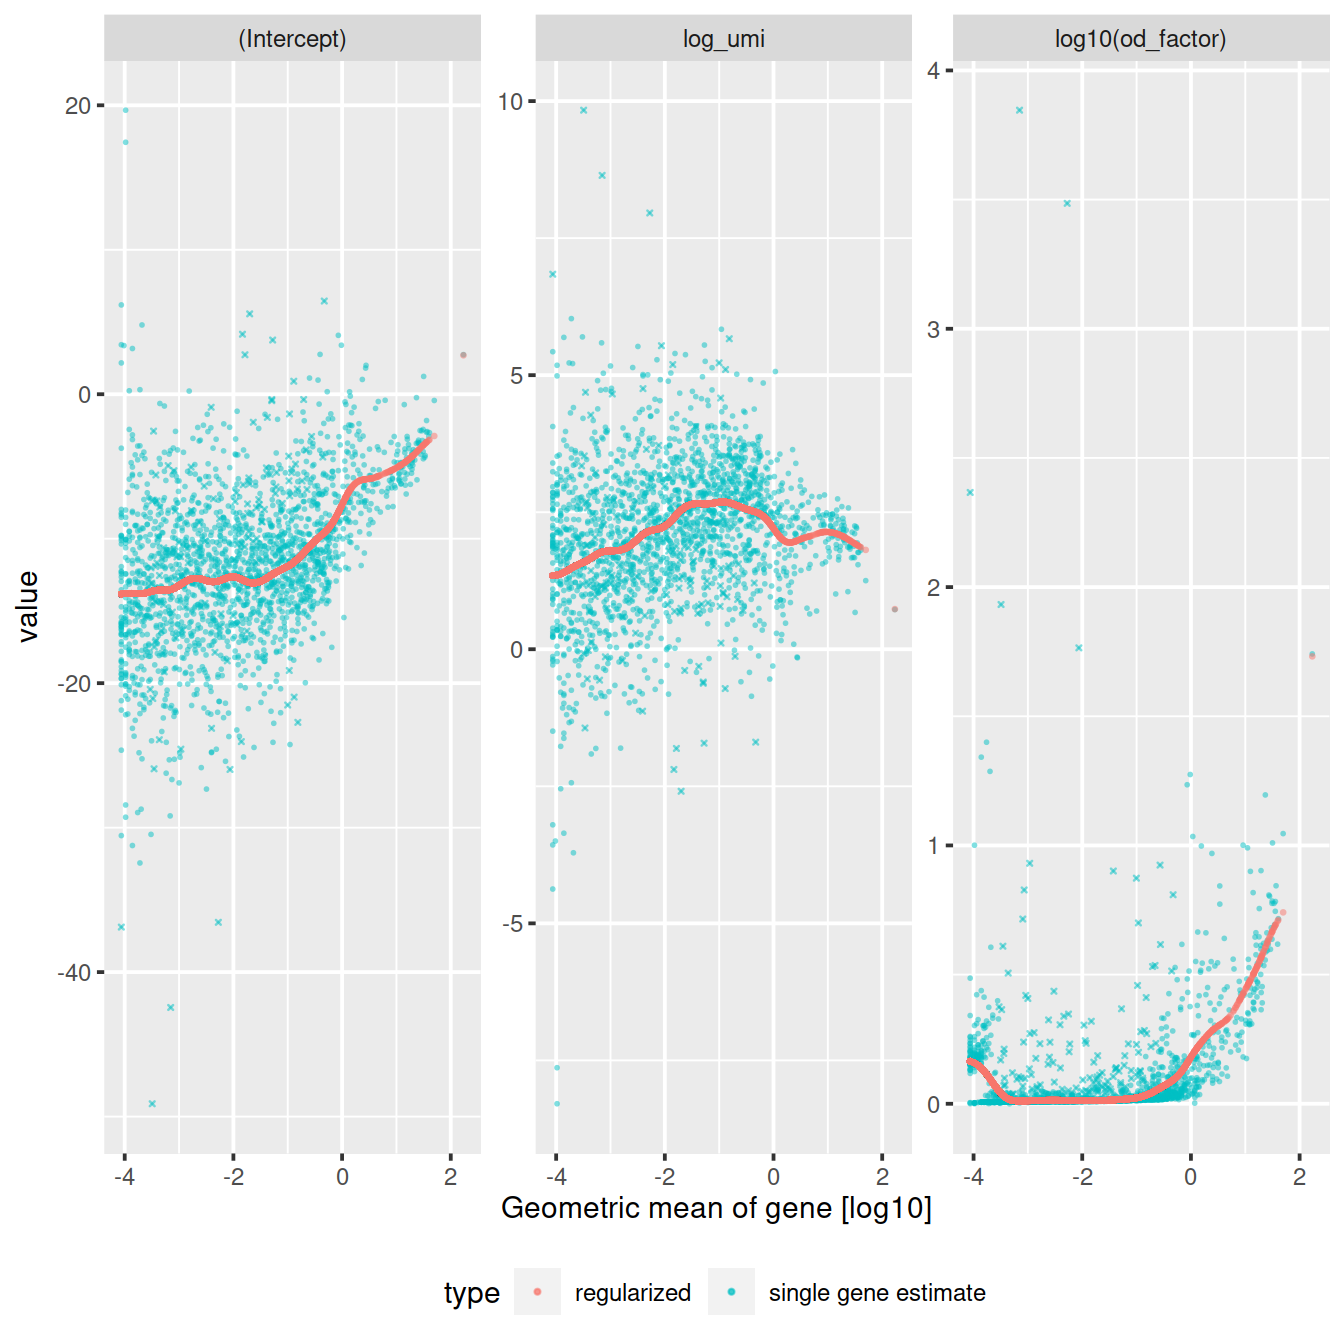 (Intercept)
log_umi
log10(od_factor)
value
20
0
-20
-40
10
5
0
-5
4
3
2
1
0
-4 -2 0 2
-4 -2 0 2
-4 -2 0 2
Geometric mean of gene [log10]
type regularized single gene estimate